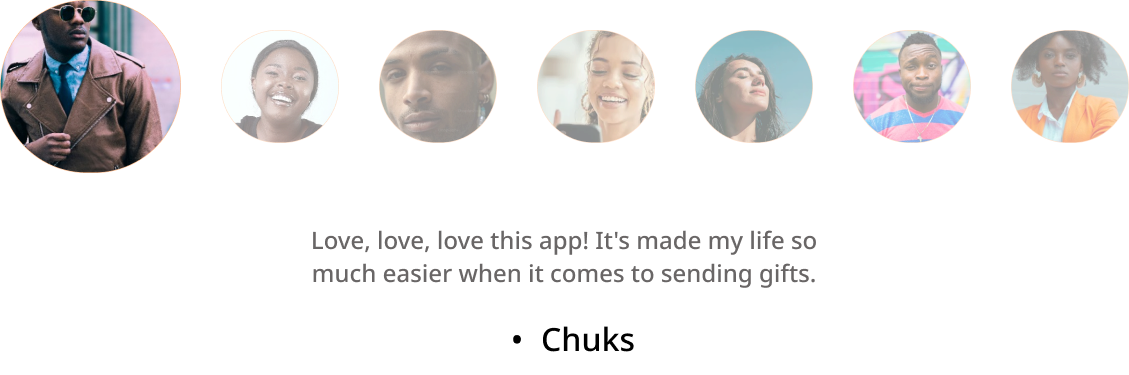 Love, love, love this app! It's made my life so
much easier when it comes to sending gifts.
• Chuks